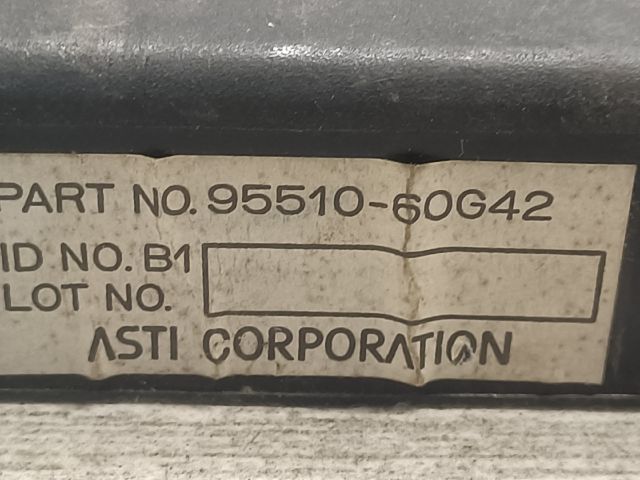 PART NO. 95510-60G42
ID NO. B1
LOT NO.
ASTI CORPORATION